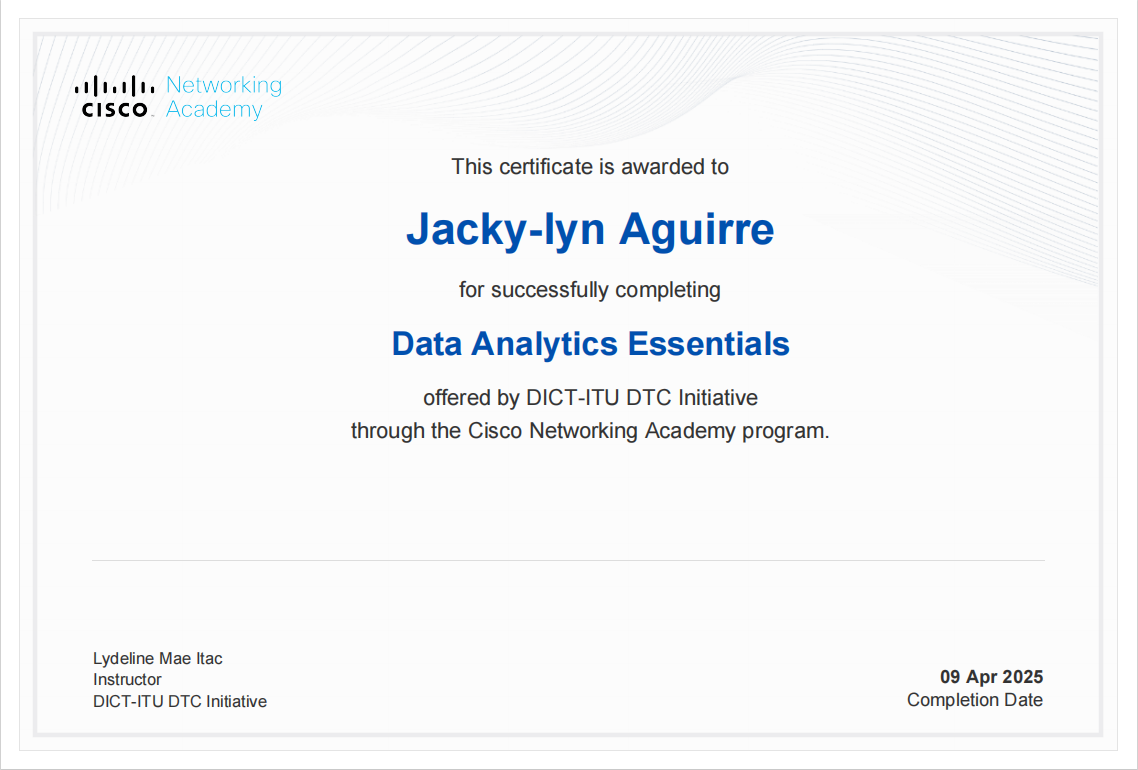 Networking
CISCO Academy
This certificate is awarded to
Jacky-lyn Aguirre
for successfully completing
Data Analytics Essentials
offered by DICT-ITU DTC Initiative
through the Cisco Networking Academy program.
Lydeline Mae Itac
Instructor
DICT-ITU DTC Initiative
09 Apr 2025
Completion Date